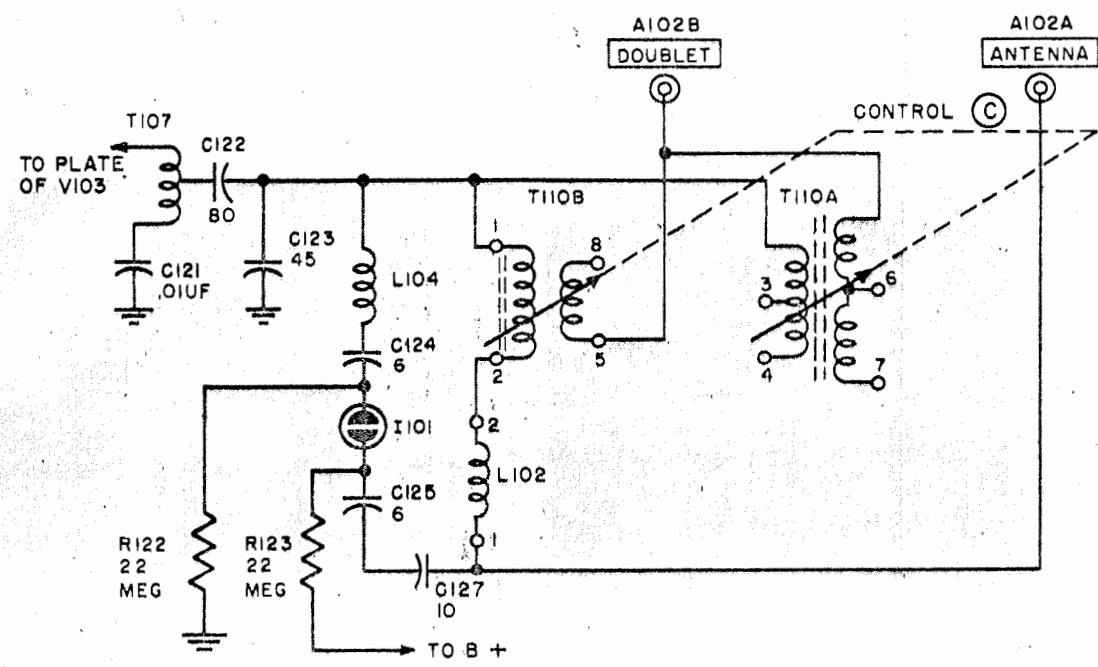 A102B
DOUBLET
A102A
ANTENNA
CONTROL C
T107
TO PLATE
OF V103
C122
80
C121
.01UF
C123
45
L104
C124
6
I101
C125
6
R122
22
MEG
R123
22
MEG
C127
10
TO B +
1
T110B
2
8
5
2
L102
1
T110A
3
4
6
7